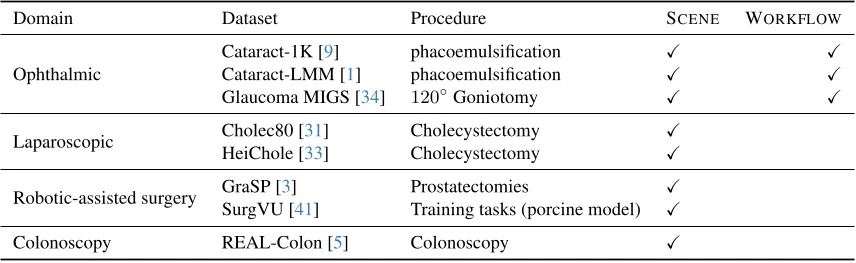 Domain Dataset Procedure SCENE WORKFLOW
Ophthalmic
Cataract-1K [9] phacoemulsification ✓ ✓
Cataract-LMM [1] phacoemulsification ✓ ✓
Glaucoma MIGS [34] 120° Goniotomy ✓ ✓
Laparoscopic
Cholec80 [31] Cholecystectomy ✓
HeiChole [33] Cholecystectomy ✓
Robotic-assisted surgery
GraSP [3] Prostatectomies ✓
SurgVU [41] Training tasks (porcine model) ✓
Colonoscopy REAL-Colon [5] Colonoscopy ✓